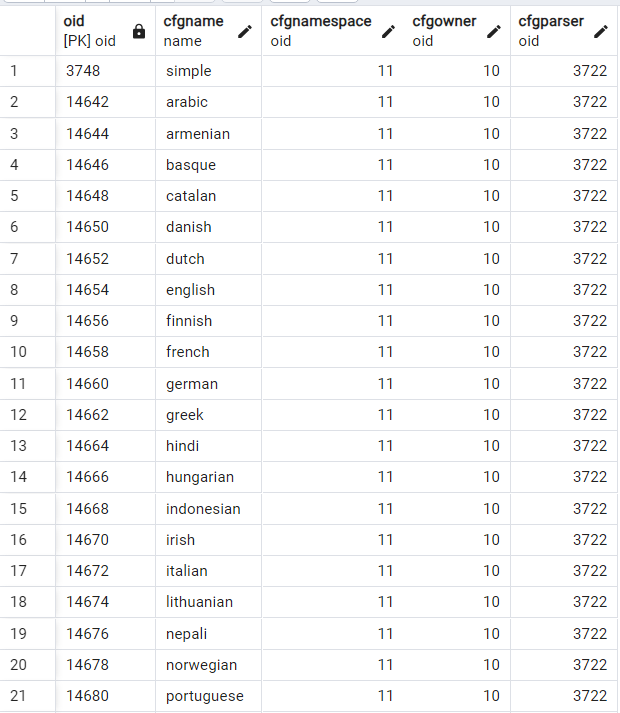 oid cfgname cfgnamespace cfgowner cfgparser
[PK] oid name oid oid oid
1 3748 simple 11 10 3722
2 14642 arabic 11 10 3722
3 14644 armenian 11 10 3722
4 14646 basque 11 10 3722
5 14648 catalan 11 10 3722
6 14650 danish 11 10 3722
7 14652 dutch 11 10 3722
8 14654 english 11 10 3722
9 14656 finnish 11 10 3722
10 14658 french 11 10 3722
11 14660 german 11 10 3722
12 14662 greek 11 10 3722
13 14664 hindi 11 10 3722
14 14666 hungarian 11 10 3722
15 14668 indonesian 11 10 3722
16 14670 irish 11 10 3722
17 14672 italian 11 10 3722
18 14674 lithuanian 11 10 3722
19 14676 nepali 11 10 3722
20 14678 norwegian 11 10 3722
21 14680 portuguese 11 10 3722